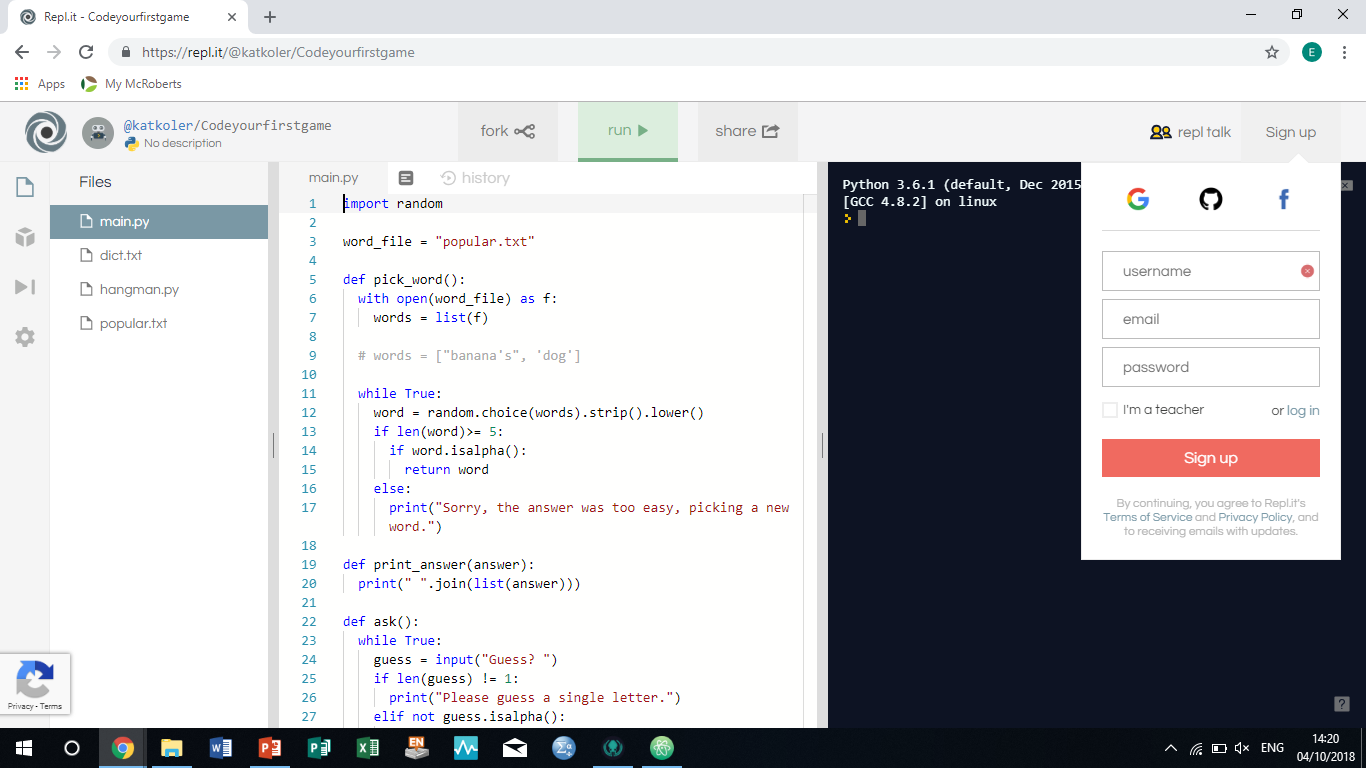 Repl.it - Codeyourfirstgame
https://repl.it/@katkoler/Codeyourfirstgame
E
Apps
My McRoberts
@katkoler/Codeyourfirstgame
No description
fork
run
share
repl talk
Sign up
Files
main.py
dict.txt
hangman.py
popular.txt
main.py
history
1 import random
2
3 word_file = "popular.txt"
4
5 def pick_word():
6 with open(word_file) as f:
7 words = list(f)
8
9 # words = ["banana's", 'dog']
10
11 while True:
12 word = random.choice(words).strip().lower()
13 if len(word)>= 5:
14 if word.isalpha():
15 return word
16 else:
17 print("Sorry, the answer was too easy, picking a new
word.")
18
19 def print_answer(answer):
20 print(" ".join(list(answer)))
21
22 def ask():
23 while True:
24 guess = input("Guess? ")
25 if len(guess) != 1:
26 print("Please guess a single letter.")
27 elif not guess.isalpha():
Python 3.6.1 (default, Dec 2015
[GCC 4.8.2] on linux
username
email
password
I'm a teacher
or log in
Sign up
By continuing, you agree to Repl.it's
Terms of Service and Privacy Policy, and
to receiving emails with updates.
Privacy - Terms
ENG
14:20
04/10/2018